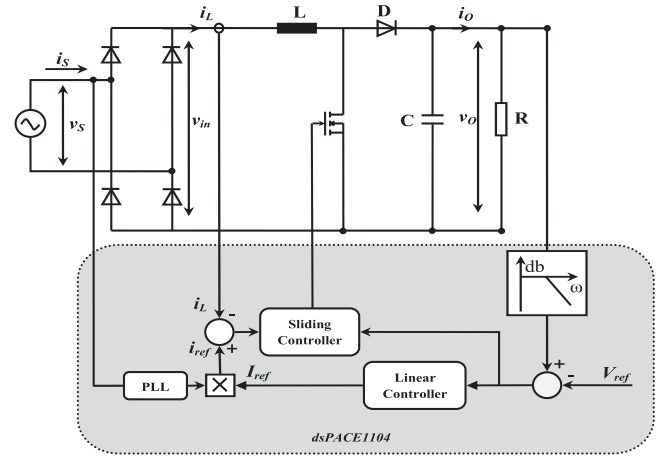 i_L L D i_O
i_S
v_S v_in C v_O R
db
ω
i_L - Sliding
Controller
i_ref + +
PLL × I_ref Linear
Controller - V_ref
dsPACE1104